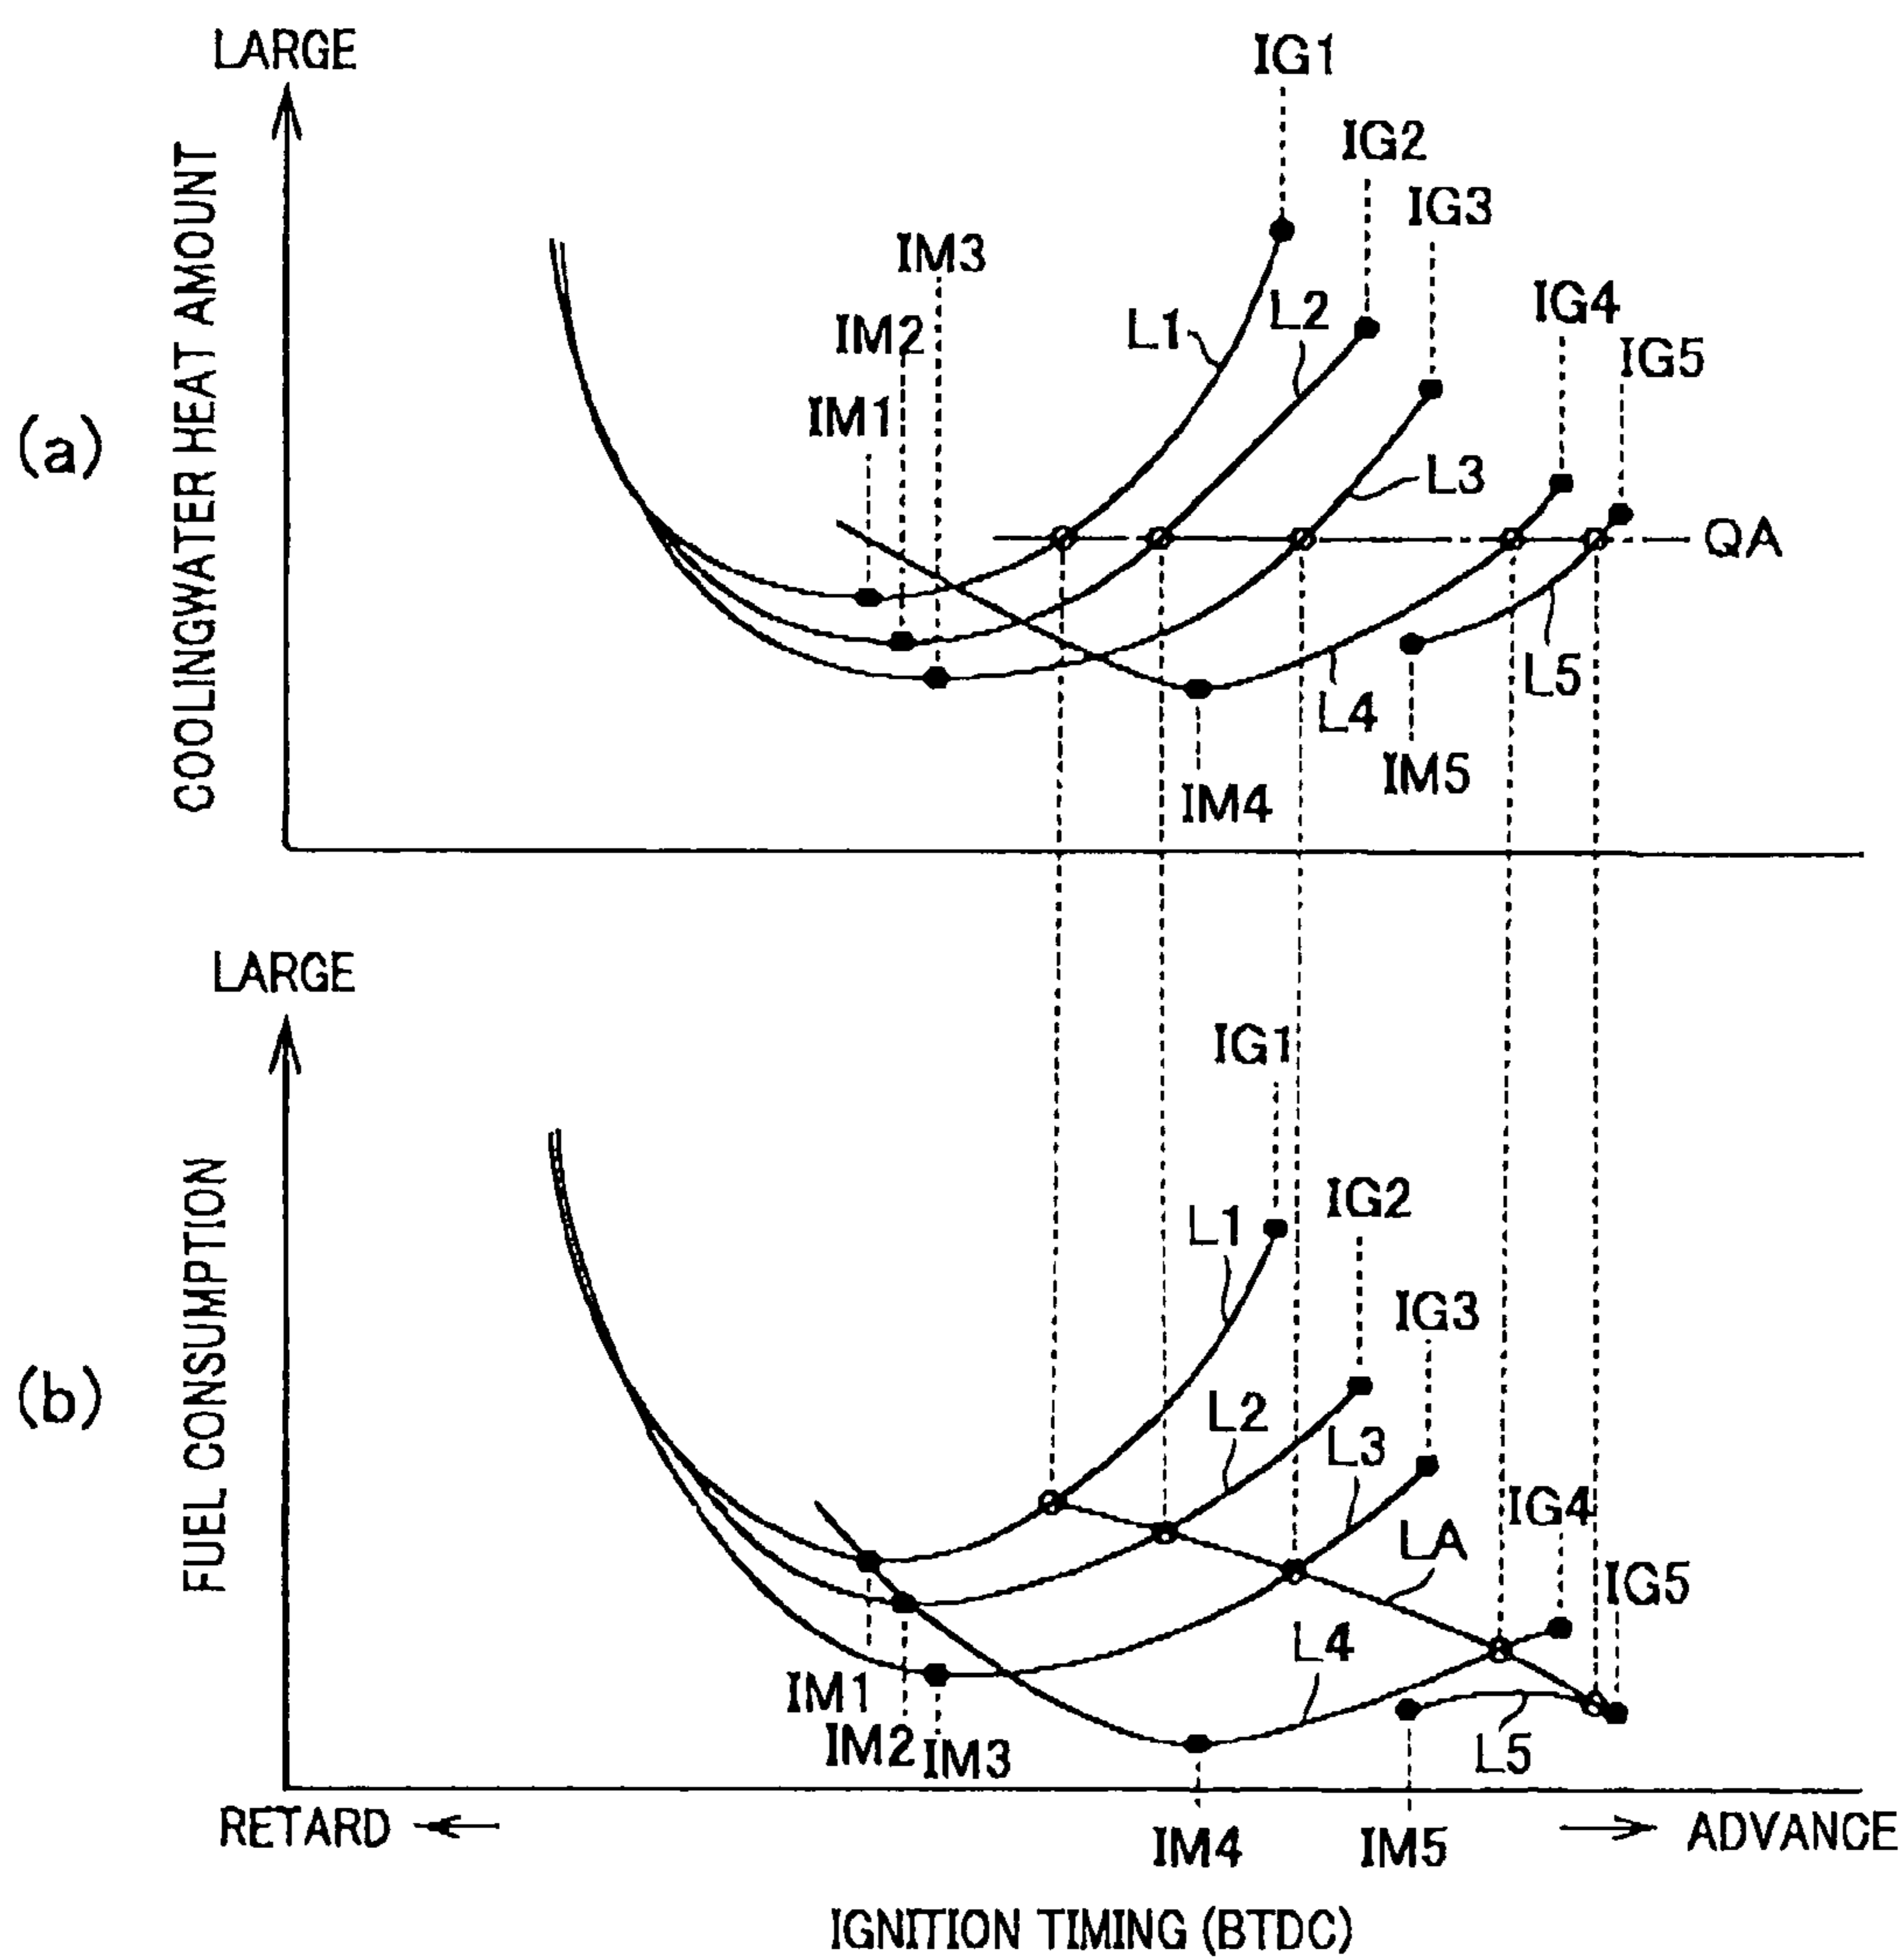 LARGE
IG1
IG2
IG3
IM3
IG4
L1
L2
IM2
IG5
IM1
(a)
COOLINGWATER HEAT AMOUNT
L3
QA
L5
L4
IM5
IM4
LARGE
IG1
IG2
L1
IG3
L2
L3
(b)
FUEL CONSUMPTION
IG4
LA
IG5
L4
IM1
IM2
IM3
L5
RETARD
ADVANCE
IM4
IM5
IGNITION TIMING (BTDC)